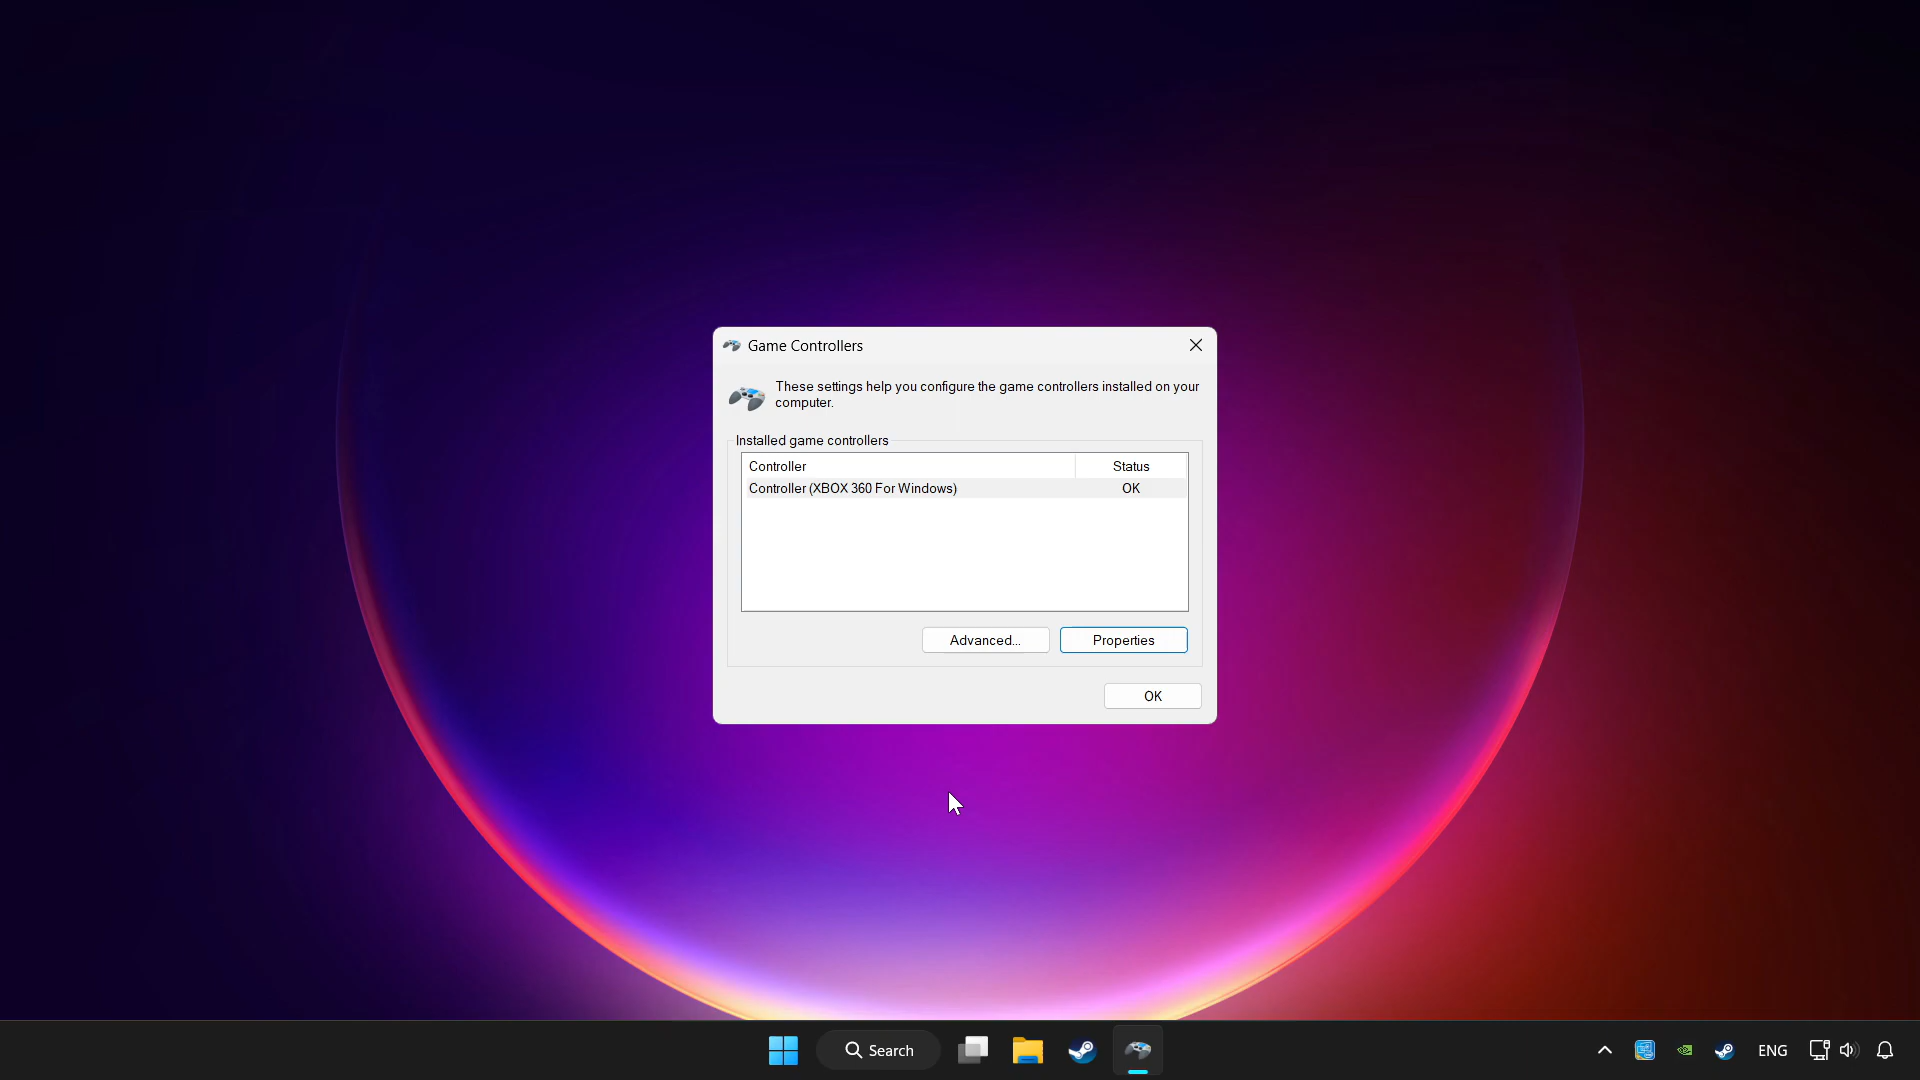 Game Controllers
These settings help you configure the game controllers installed on your
computer.
Installed game controllers
Controller Status
Controller (XBOX 360 For Windows) OK
Advanced... Properties
OK
Search ENG